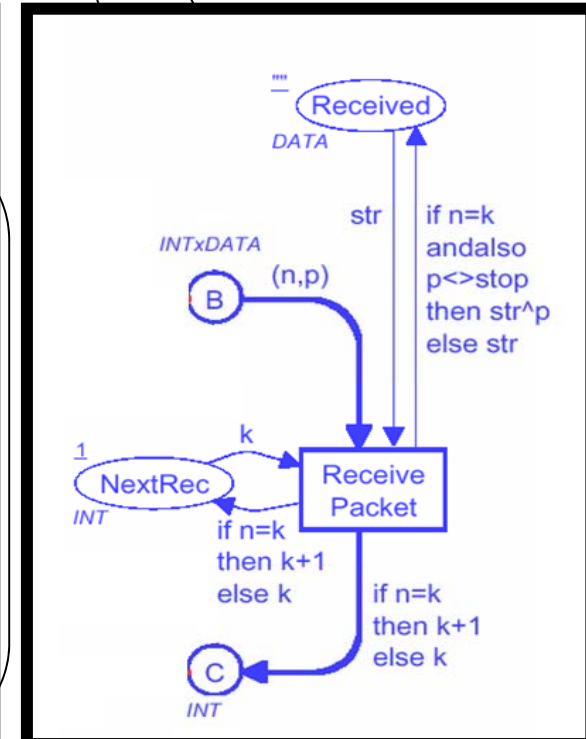 ""
Received
DATA
str
if n=k
andalso
p<>stop
then str^p
else str
INTxDATA
(n,p)
B
k
1
NextRec
INT
Receive
Packet
if n=k
then k+1
else k
if n=k
then k+1
else k
C
INT